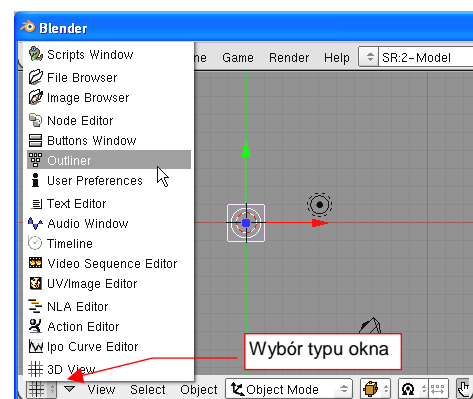 Blender
Scripts Window
ne Game Render Help SR:2-Model
File Browser
Image Browser
Node Editor
Buttons Window
Outliner
User Preferences
Text Editor
Audio Window
Timeline
Video Sequence Editor
UV/Image Editor
NLA Editor
Action Editor
Ipo Curve Editor
Wybór typu okna
3D View
View Select Object Object Mode